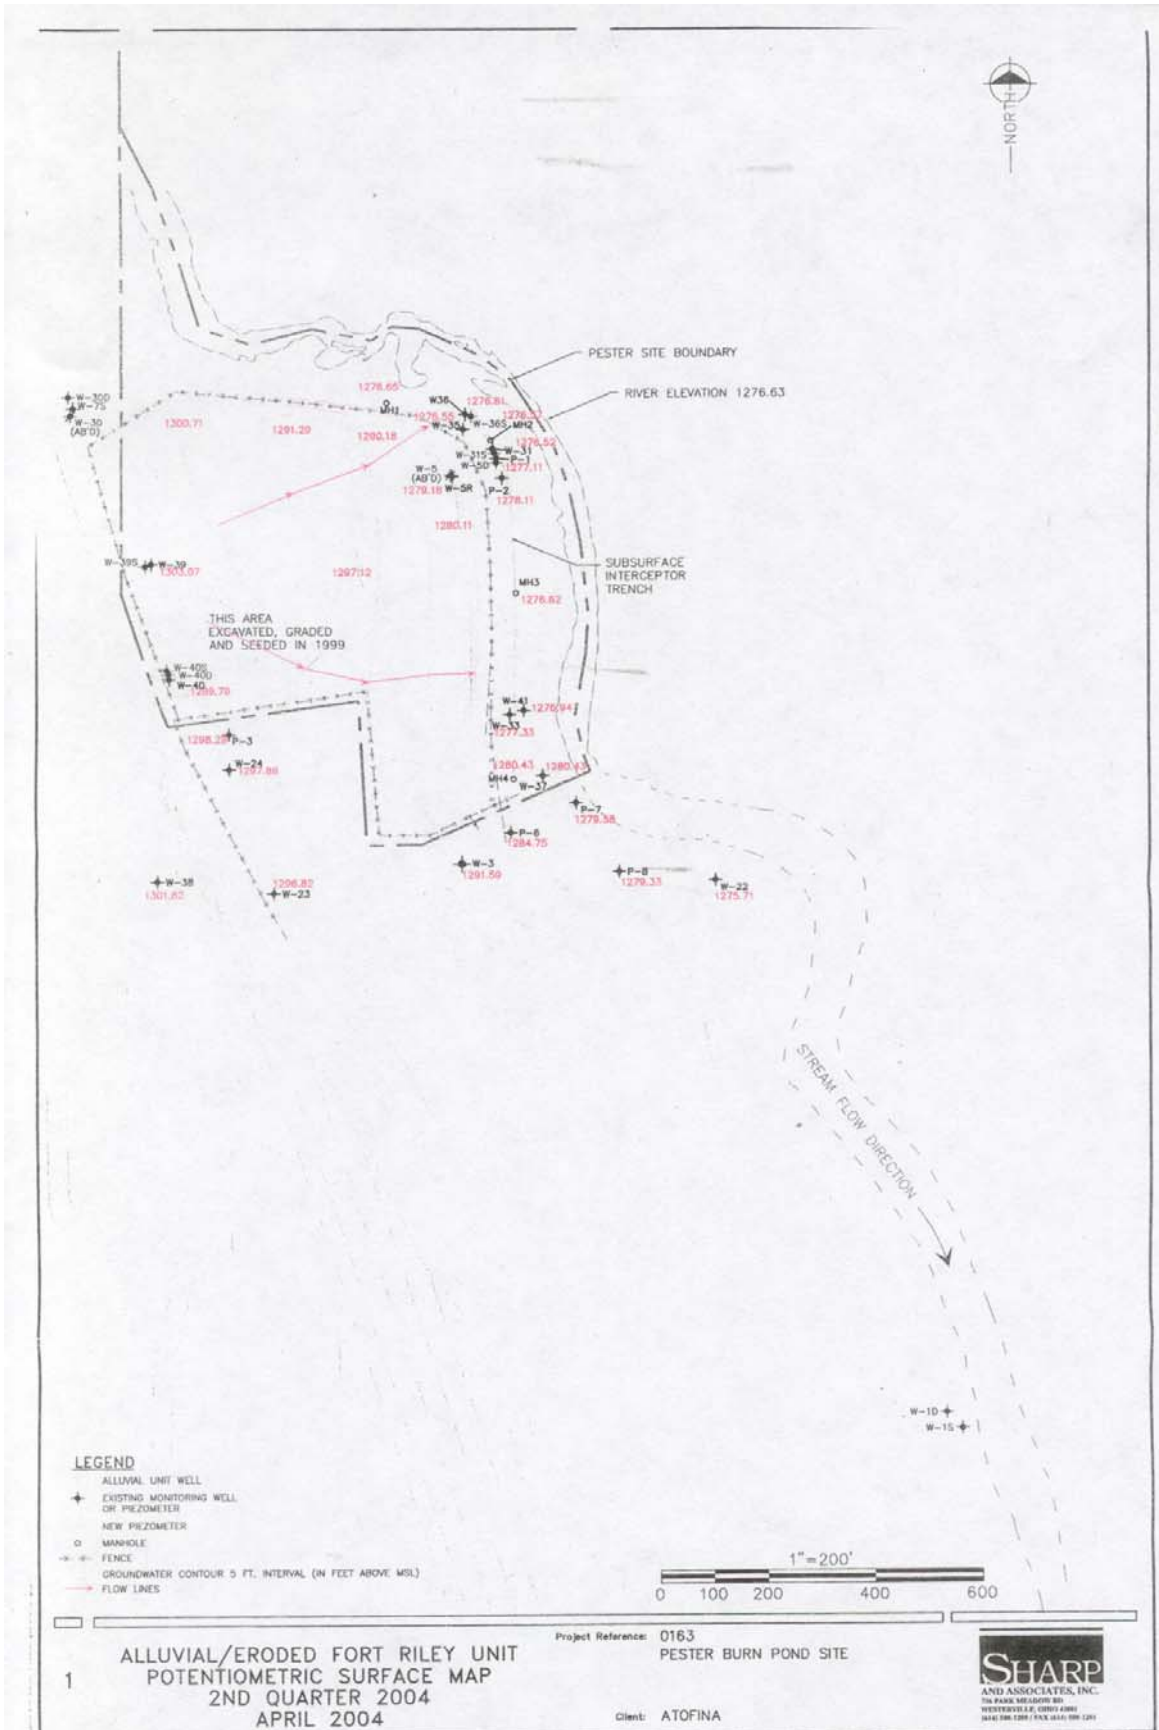 NORTH
PESTER SITE BOUNDARY
RIVER ELEVATION 1276.63
1276.65
MH1
W36
1276.81
1276.55
W-35
W-36S
MH2
1276.52
W-31S
W-31
P-1
W-5D
1277.11
W-30D
W-7S
W-30
(AB'D)
1300.71
1291.29
1290.18
W-5
(AB'D)
1279.18
W-5R
P-2
1278.11
1280.11
W-39S
W-39
1303.07
1297.12
SUBSURFACE
INTERCEPTOR
TRENCH
MH3
1276.62
THIS AREA
EXCAVATED, GRADED
AND SEEDED IN 1999
W-40S
W-40D
W-40
W-41
1276.94
W-33
1277.33
1298.29
P-3
W-24
1297.88
1280.43
1280.43
MH4
W-37
P-7
1279.58
P-6
1284.75
W-3
1291.59
P-8
1279.33
W-22
1275.71
W-38
1301.82
1296.82
W-23
STREAM FLOW DIRECTION
W-1D
W-1S
LEGEND
ALLUVIAL UNIT WELL
EXISTING MONITORING WELL
OR PIEZOMETER
NEW PIEZOMETER
MANHOLE
FENCE
GROUNDWATER CONTOUR 5 FT. INTERVAL (IN FEET ABOVE MSL)
FLOW LINES
1"=200'
0 100 200 400 600
1
ALLUVIAL/ERODED FORT RILEY UNIT
POTENTIOMETRIC SURFACE MAP
2ND QUARTER 2004
APRIL 2004
Project Reference: 0163
PESTER BURN POND SITE
Client: ATOFINA
SHARP
AND ASSOCIATES, INC.
WESTERVILLE, OHIO